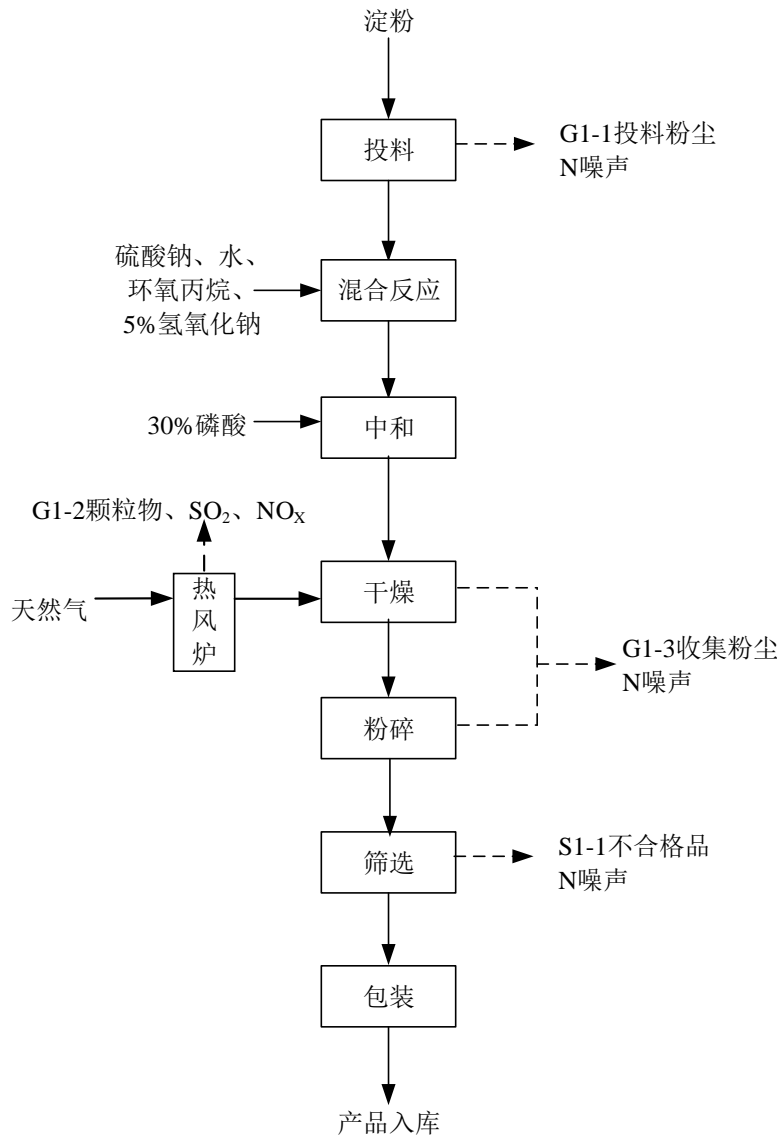 淀粉
投料
G1-1投料粉尘
N噪声
硫酸钠、水、
环氧丙烷、
5%氢氧化钠
混合反应
30%磷酸
中和
G1-2颗粒物、SO₂、NOₓ
天然气
热
风
炉
干燥
G1-3收集粉尘
N噪声
粉碎
筛选
S1-1不合格品
N噪声
包装
产品入库